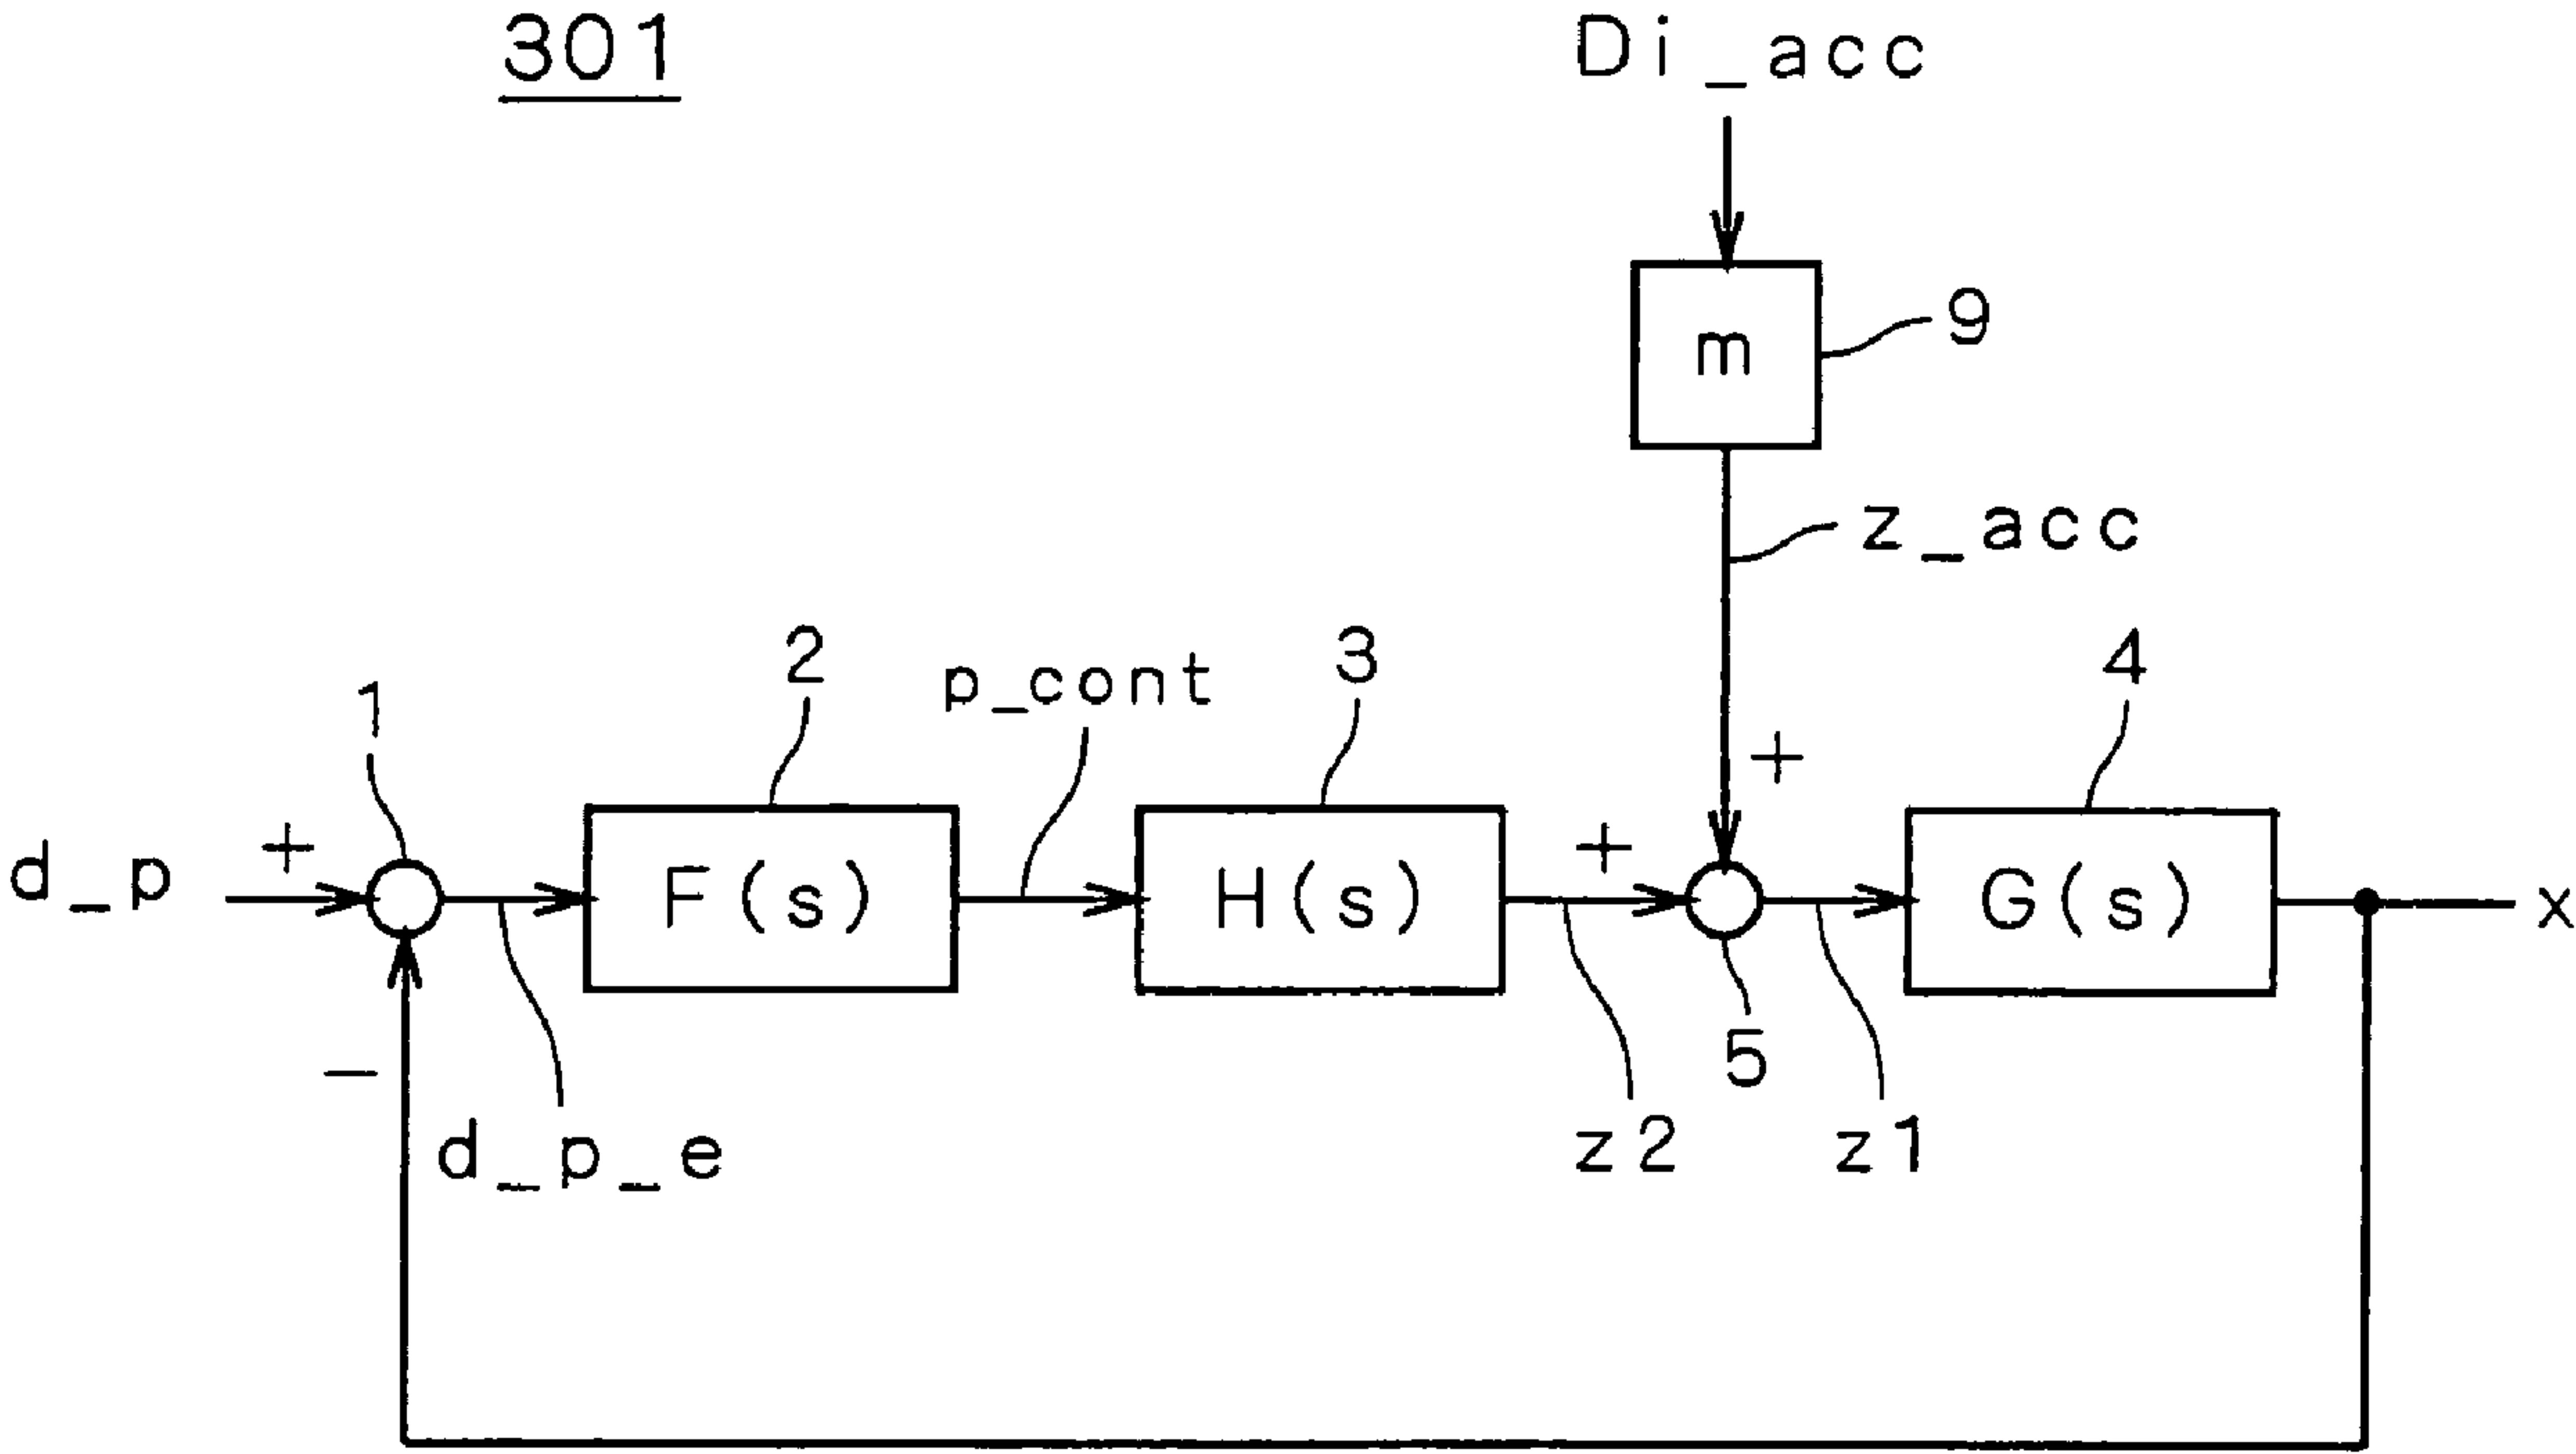 301
Di_acc
m
9
z_acc
1
2
p_cont
3
+
4
d_p
+
F(s)
H(s)
+
G(s)
x
−
d_p_e
z2
5
z1